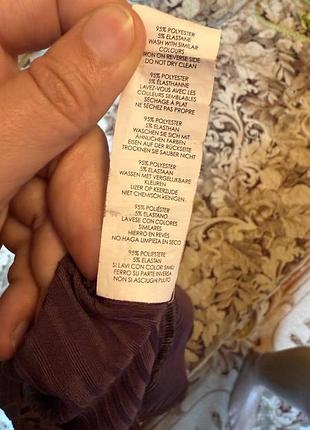 95% POLYESTER
5% ELASTANE
WASH WITH SIMILAR
COLOURS
IRON ON REVERSE SIDE
DO NOT DRY CLEAN
95% POLYESTER
5% ÉLASTHANNE
LAVEZ-VOUS AVEC LES
COULEURS SEMBLABLES
SÉCHAGE À PLAT
NE SÉCHEZ PAS PROPRE
95% POLYESTER
5% ELASTHAN
WASCHEN SIE SICH MIT
ÄHNLICHEN FARBEN
EISEN AUF DER RÜCKSEITE
TROCKNEN SIE SAUBER NICHT
95% POLYESTER
5% ELASTAAN
WASSEN MET VERGELIJKBARE
KLEUREN
IJZER OP KEERZIJDE
NIET CHEMISCH REINIGEN.
95% POLIÉSTER
5% ELASTANO
LÁVESE CON COLORES
SIMILARES
HIERRO EN REVÉS
NO HAGA LIMPIEZA EN SECO
95% POLIESTERE
5% ELASTAN
SI LAVI CON COLORI SIMILI
FERRO SU PARTE INVERSA
NON SI ASCIUGHI PULITO